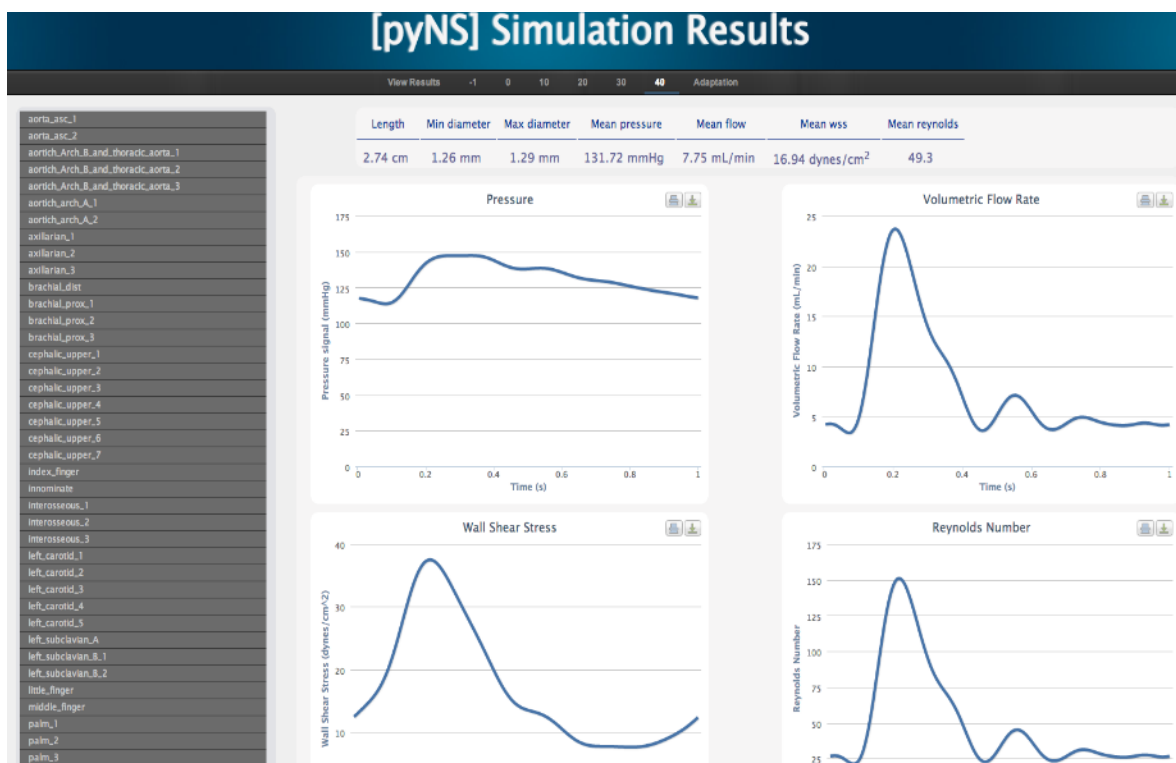 [pyNS] Simulation Results
View Results -1 0 10 20 30 40 Adaptation
aorta_asc_1
aorta_asc_2
aortich_Arch_B_and_thoracic_aorta_1
aortich_Arch_B_and_thoracic_aorta_2
aortich_Arch_B_and_thoracic_aorta_3
aortich_arch_A_1
aortich_arch_A_2
axillarian_1
axillarian_2
axillarian_3
brachial_dist
brachial_prox_1
brachial_prox_2
brachial_prox_3
cephalic_upper_1
cephalic_upper_2
cephalic_upper_3
cephalic_upper_4
cephalic_upper_5
cephalic_upper_6
cephalic_upper_7
index_finger
innominate
interosseous_1
interosseous_2
interosseous_3
left_carotid_1
left_carotid_2
left_carotid_3
left_carotid_4
left_carotid_5
left_subclavian_A
left_subclavian_B_1
left_subclavian_B_2
little_finger
middle_finger
palm_1
palm_2
palm_3
Length Min diameter Max diameter Mean pressure Mean flow Mean wss Mean reynolds
2.74 cm 1.26 mm 1.29 mm 131.72 mmHg 7.75 mL/min 16.94 dynes/cm² 49.3
Pressure
Pressure signal (mmHg)
175
150
125
100
75
50
25
0
0 0.2 0.4 0.6 0.8 1
Time (s)
Volumetric Flow Rate
Volumetric Flow Rate (mL/min)
25
20
15
10
5
0
0 0.2 0.4 0.6 0.8 1
Time (s)
Wall Shear Stress
Wall Shear Stress (dynes/cm^2)
40
30
20
10
Reynolds Number
Reynolds Number
175
150
125
100
75
50
25